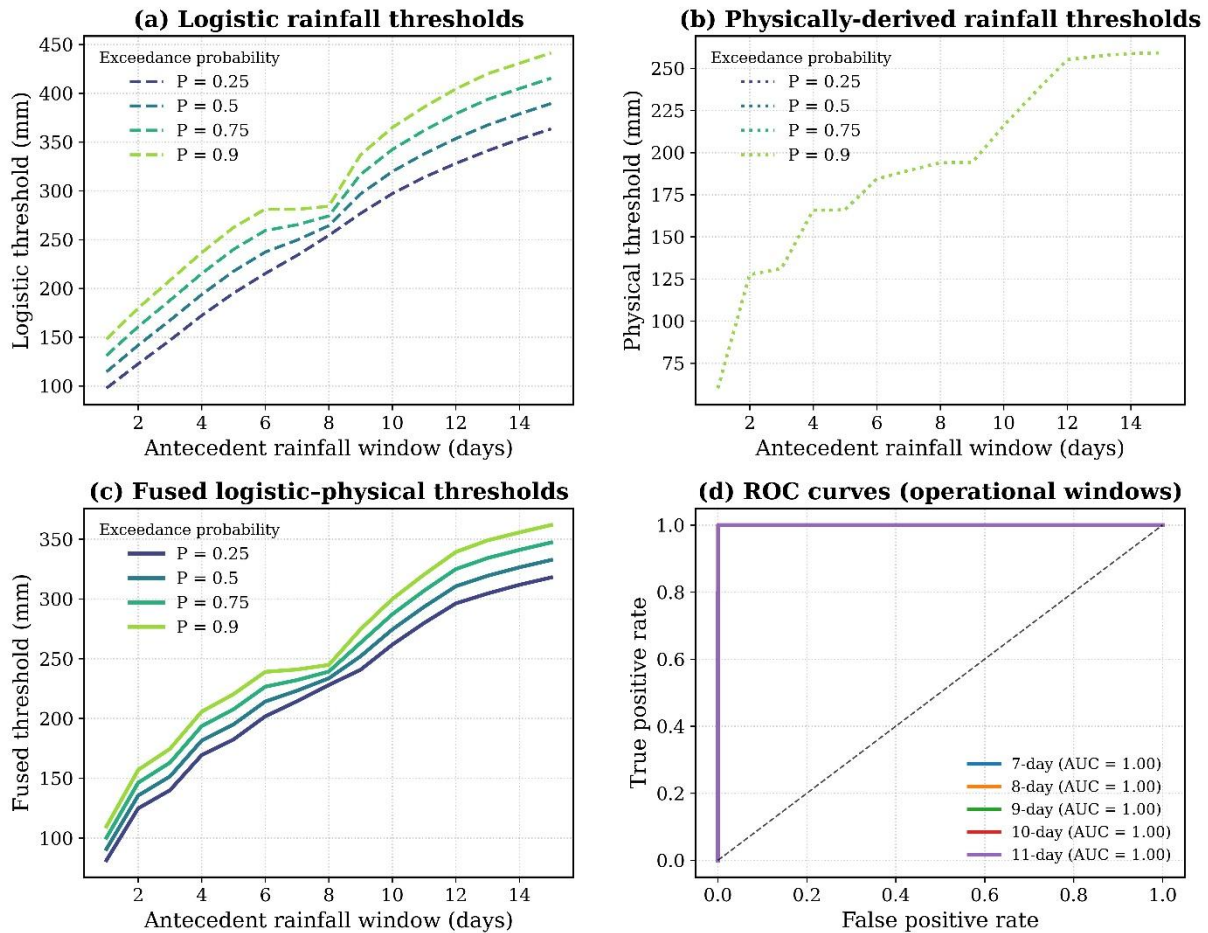 (a) Logistic rainfall thresholds
Exceedance probability
P = 0.25
P = 0.5
P = 0.75
P = 0.9
450
400
350
300
250
200
150
100
Logistic threshold (mm)
2 4 6 8 10 12 14
Antecedent rainfall window (days)
(b) Physically-derived rainfall thresholds
Exceedance probability
P = 0.25
P = 0.5
P = 0.75
P = 0.9
250
225
200
175
150
125
100
75
Physical threshold (mm)
2 4 6 8 10 12 14
Antecedent rainfall window (days)
(c) Fused logistic–physical thresholds
Exceedance probability
P = 0.25
P = 0.5
P = 0.75
P = 0.9
350
300
250
200
150
100
Fused threshold (mm)
2 4 6 8 10 12 14
Antecedent rainfall window (days)
(d) ROC curves (operational windows)
1.0
0.8
0.6
0.4
0.2
0.0
True positive rate
7-day (AUC = 1.00)
8-day (AUC = 1.00)
9-day (AUC = 1.00)
10-day (AUC = 1.00)
11-day (AUC = 1.00)
0.0 0.2 0.4 0.6 0.8 1.0
False positive rate